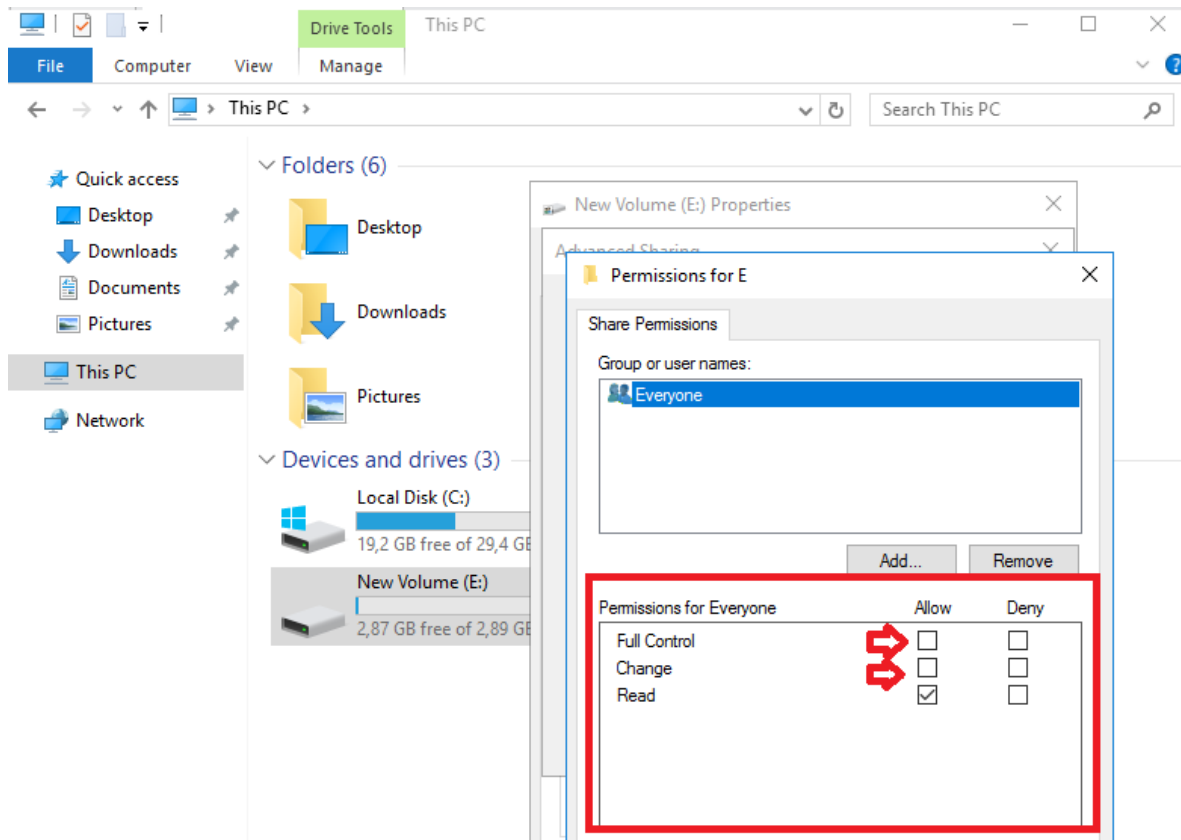 Drive Tools
This PC
File
Computer
View
Manage
This PC
Search This PC
?
Quick access
Desktop
Downloads
Documents
Pictures
This PC
Network
Folders (6)
Desktop
Downloads
Pictures
Devices and drives (3)
Local Disk (C:)
19,2 GB free of 29,4 GB
New Volume (E:)
2,87 GB free of 2,89 GB
New Volume (E:) Properties
Advanced Sharing
Permissions for E
Share Permissions
Group or user names:
Everyone
Add... Remove
Permissions for Everyone Allow Deny
Full Control
Change
Read